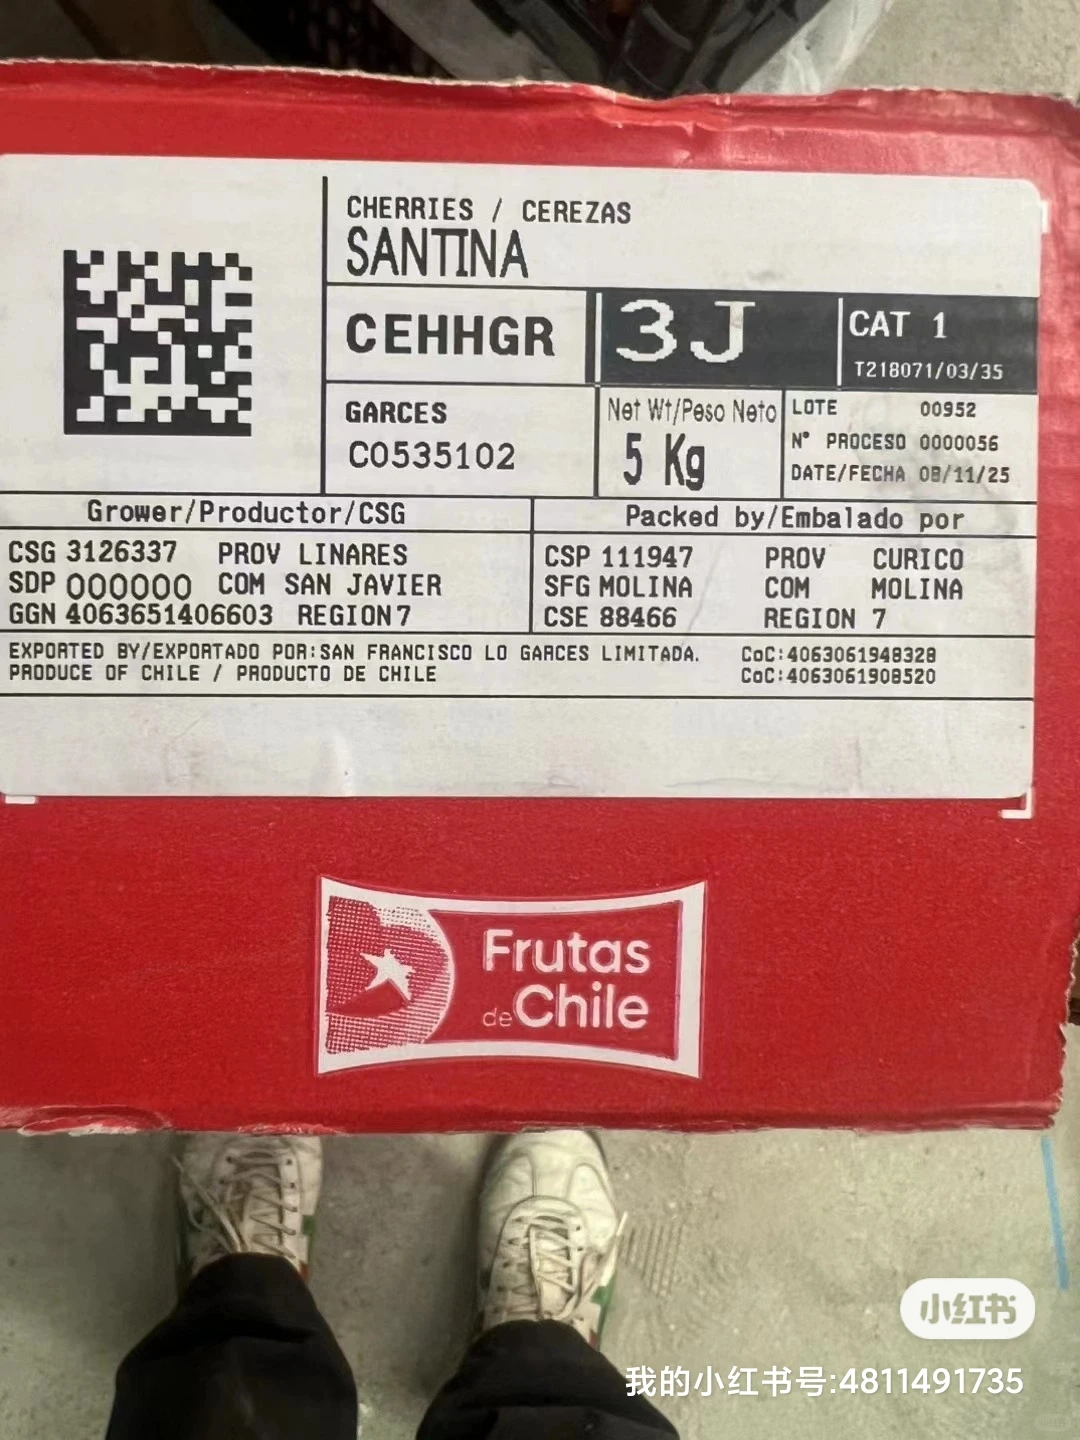 CHERRIES / CEREZAS
SANTINA
CEHHGR
3J
CAT 1
T218071/03/35
GARCES
C0535102
Net Wt/Peso Neto
5 Kg
LOTE 00952
N° PROCESO 0000056
DATE/FECHA 08/11/25
Grower/Productor/CSG
CSG 3126337 PROV LINARES
SDP 000000 COM SAN JAVIER
GGN 4063651406603 REGION 7
Packed by/Embalado por
CSP 111947 PROV CURICO
SFG MOLINA COM MOLINA
CSE 88466 REGION 7
EXPORTED BY/EXPORTADO POR:SAN FRANCISCO LO GARCES LIMITADA.
PRODUCE OF CHILE / PRODUCTO DE CHILE
CoC:4063061948328
CoC:4063061908520
Frutas
de Chile
小红书
我的小红书号:4811491735